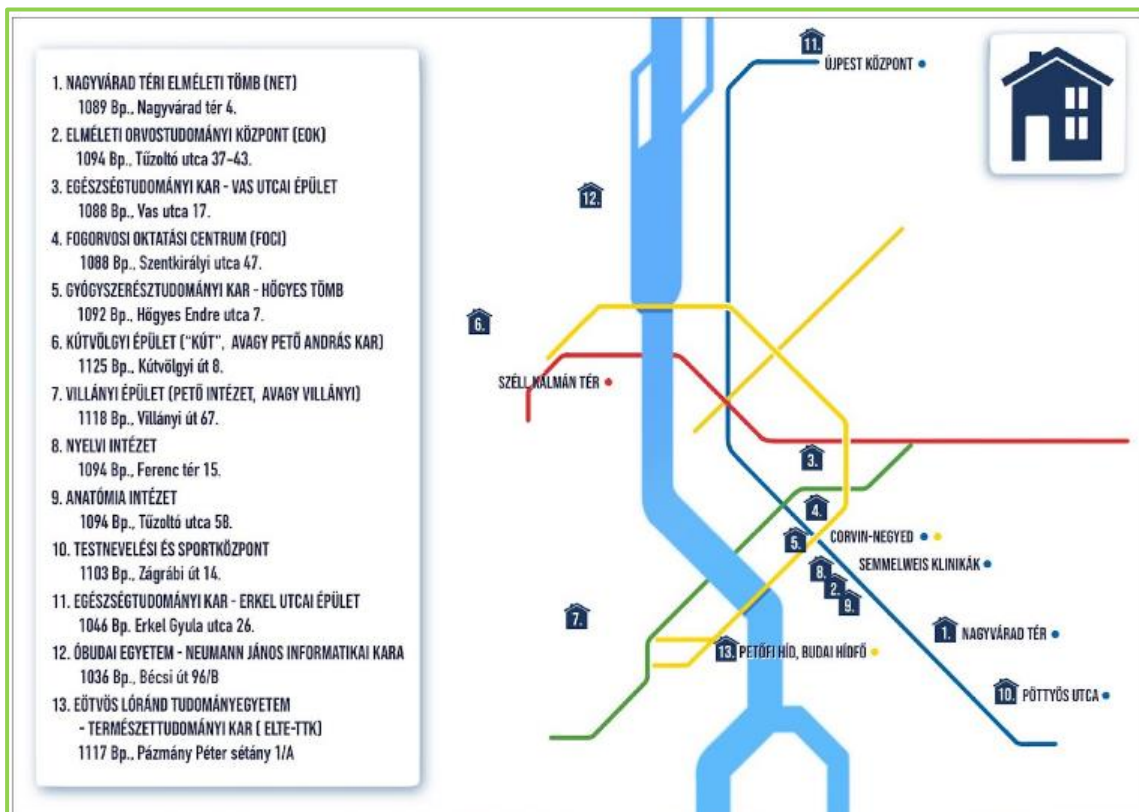 1. NAGYVÁRAD TÉRI ELMÉLETI TÖMB (NET)
1089 Bp., Nagyvárad tér 4.
2. ELMÉLETI ORVOSTUDOMÁNYI KÖZPONT (EOK)
1094 Bp., Tűzoltó utca 37-43.
3. EGÉSZSÉGTUDOMÁNYI KAR - VAS UTCAI ÉPÜLET
1088 Bp., Vas utca 17.
4. FOGORVOSI OKTATÁSI CENTRUM (FOCI)
1088 Bp., Szentkirályi utca 47.
5. GYÓGYSZERÉSZTUDOMÁNYI KAR - HŐGYES TÖMB
1092 Bp., Hőgyes Endre utca 7.
6. KÚTVÖLGYI ÉPÜLET ("KÚT", AVAGY PETŐ ANDRÁS KAR)
1125 Bp., Kútvölgyi út 8.
7. VILLÁNYI ÉPÜLET (PETŐ INTÉZET, AVAGY VILLÁNYI)
1118 Bp., Villányi út 67.
8. NYELVI INTÉZET
1094 Bp., Ferenc tér 15.
9. ANATÓMIA INTÉZET
1094 Bp., Tűzoltó utca 58.
10. TESTNEVELÉSI ÉS SPORTKÖZPONT
1103 Bp., Zágrábi út 14.
11. EGÉSZSÉGTUDOMÁNYI KAR - ERKEL UTCAI ÉPÜLET
1046 Bp. Erkel Gyula utca 26.
12. ÓBUDAI EGYETEM - NEUMANN JÁNOS INFORMATIKAI KARA
1036 Bp., Bécsi út 96/B
13. EÖTVÖS LÓRÁND TUDOMÁNYEGYETEM
- TERMÉSZETTUDOMÁNYI KAR ( ELTE-TTK)
1117 Bp., Pázmány Péter sétány 1/A
11.
ÚJPEST KÖZPONT
12.
6.
SZÉLL KÁLMÁN TÉR
3.
4.
5.
CORVIN-NEGYED
SEMMELWEIS KLINIKÁK
8.
2.
9.
7.
1.
NAGYVÁRAD TÉR
13.
PETŐFI HÍD, BUDAI HÍDFŐ
10.
PÖTTYÖS UTCA